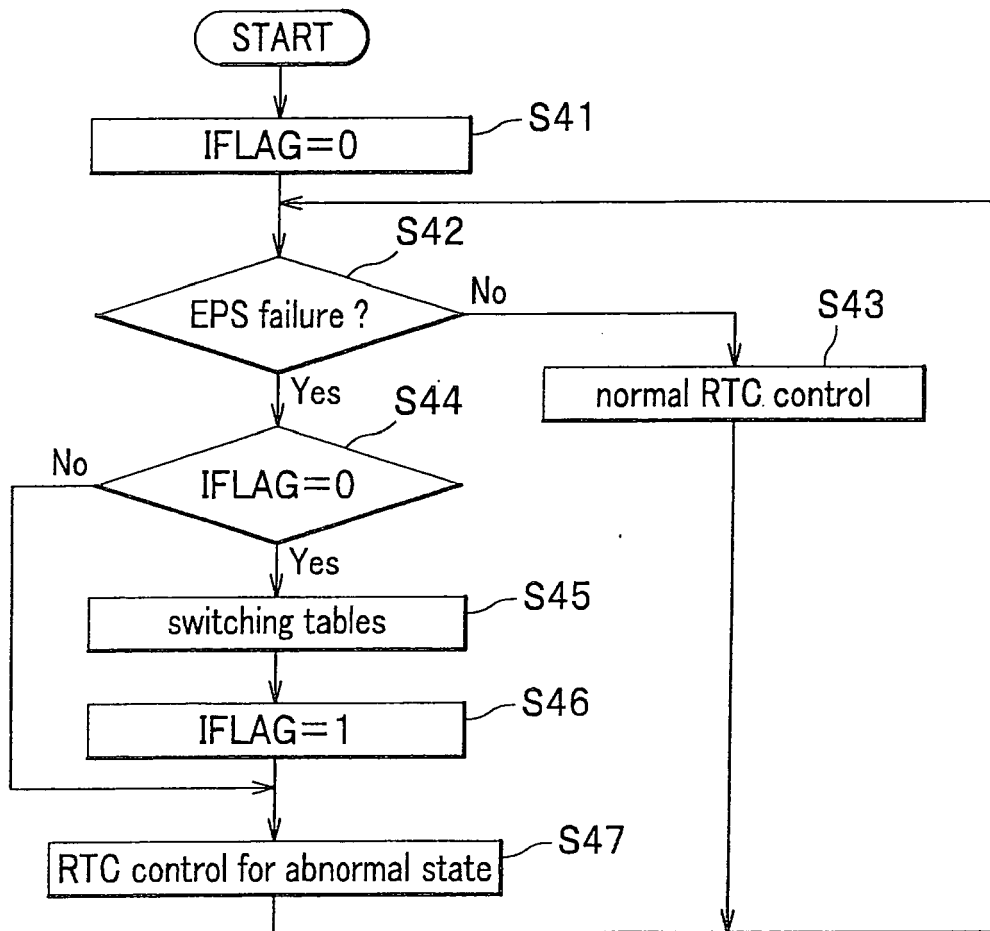 START
IFLAG=0
S41
S42
EPS failure ?
No
S43
normal RTC control
Yes
S44
No
IFLAG=0
Yes
S45
switching tables
S46
IFLAG=1
S47
RTC control for abnormal state